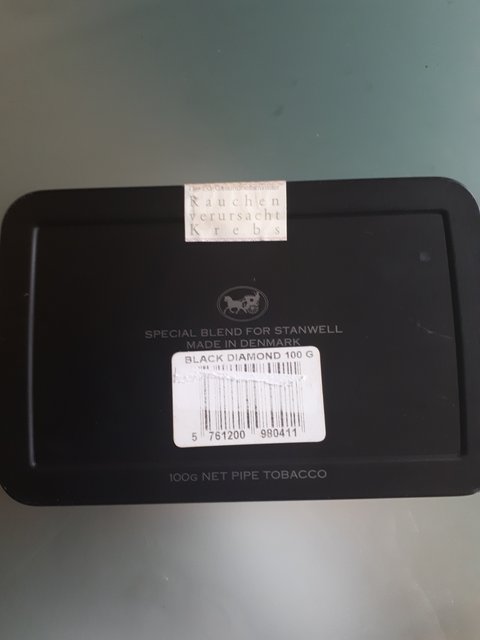 Rauchen
verursacht
Krebs
SPECIAL BLEND FOR STANWELL
MADE IN DENMARK
BLACK DIAMOND 100 G
5 761200 980411
100G NET PIPE TOBACCO